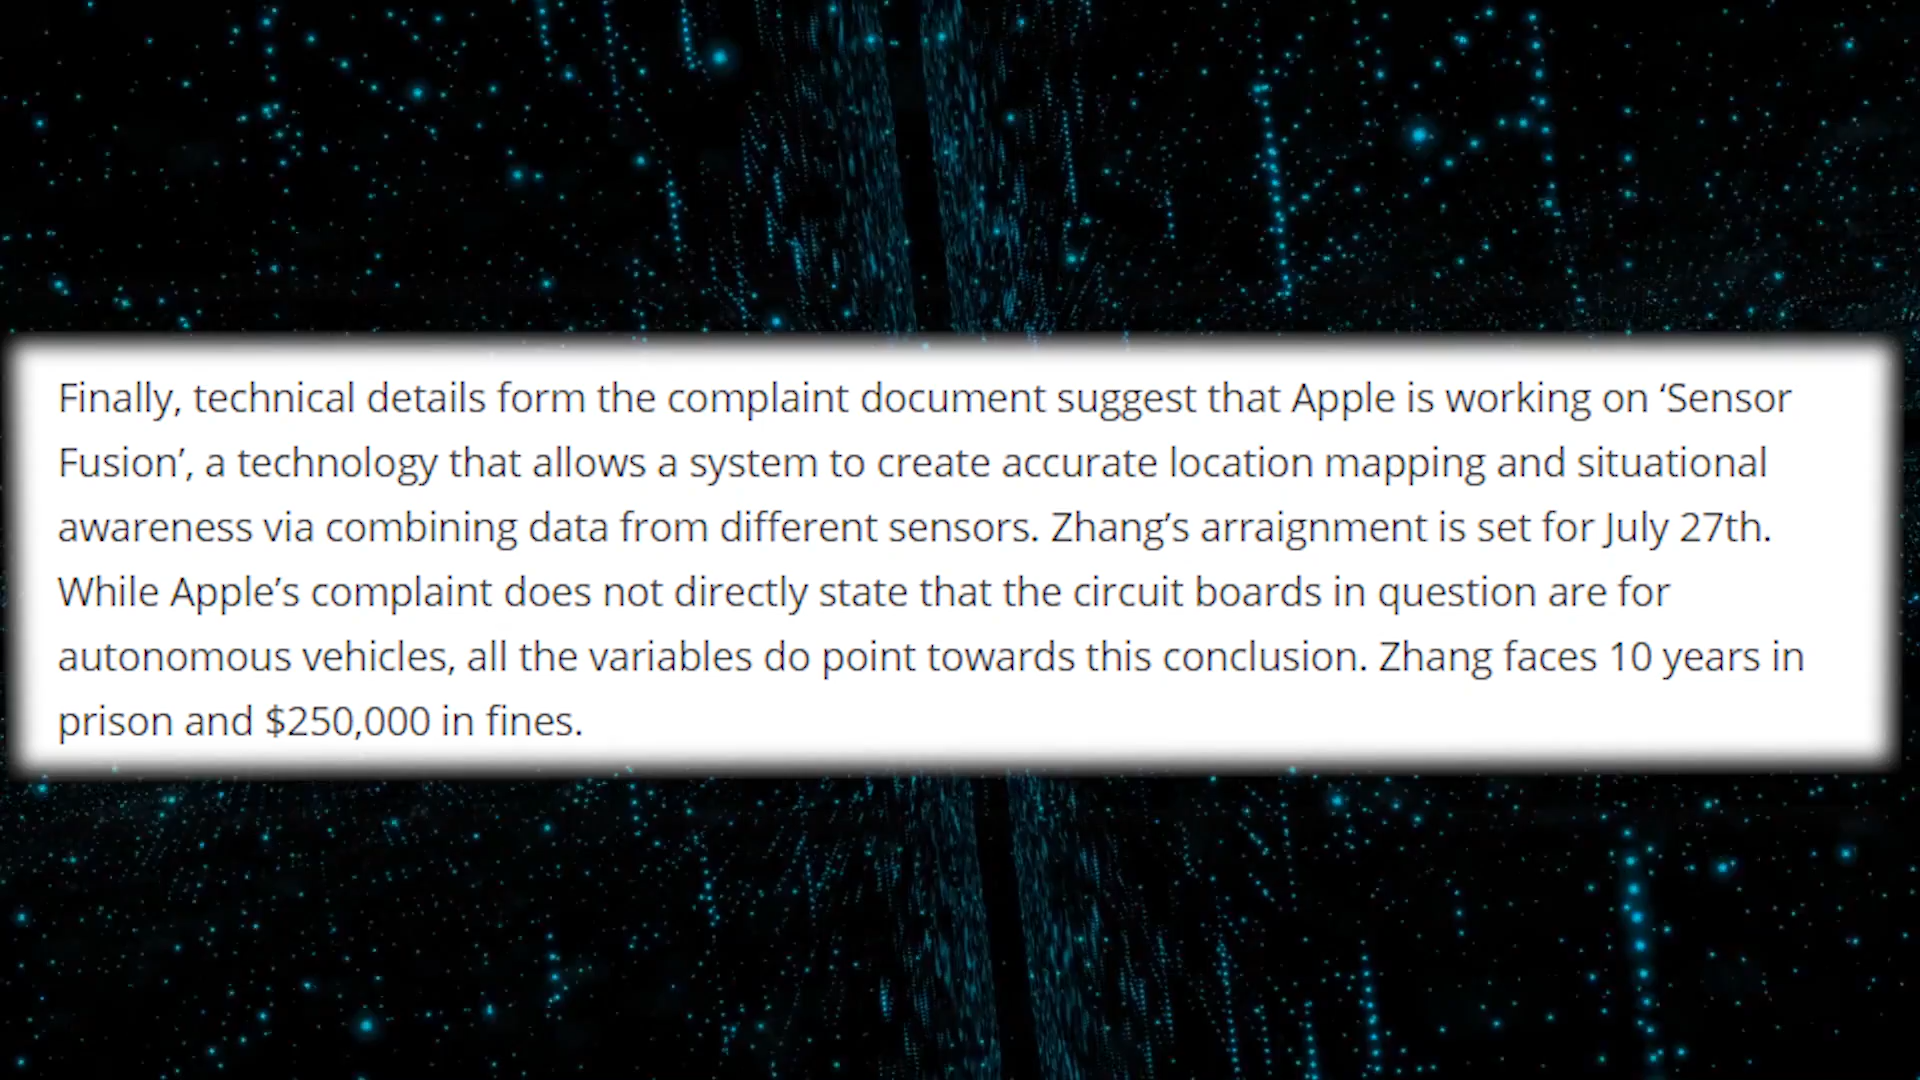 Finally, technical details form the complaint document suggest that Apple is working on ‘Sensor
Fusion’, a technology that allows a system to create accurate location mapping and situational
awareness via combining data from different sensors. Zhang’s arraignment is set for July 27th.
While Apple’s complaint does not directly state that the circuit boards in question are for
autonomous vehicles, all the variables do point towards this conclusion. Zhang faces 10 years in
prison and $250,000 in fines.